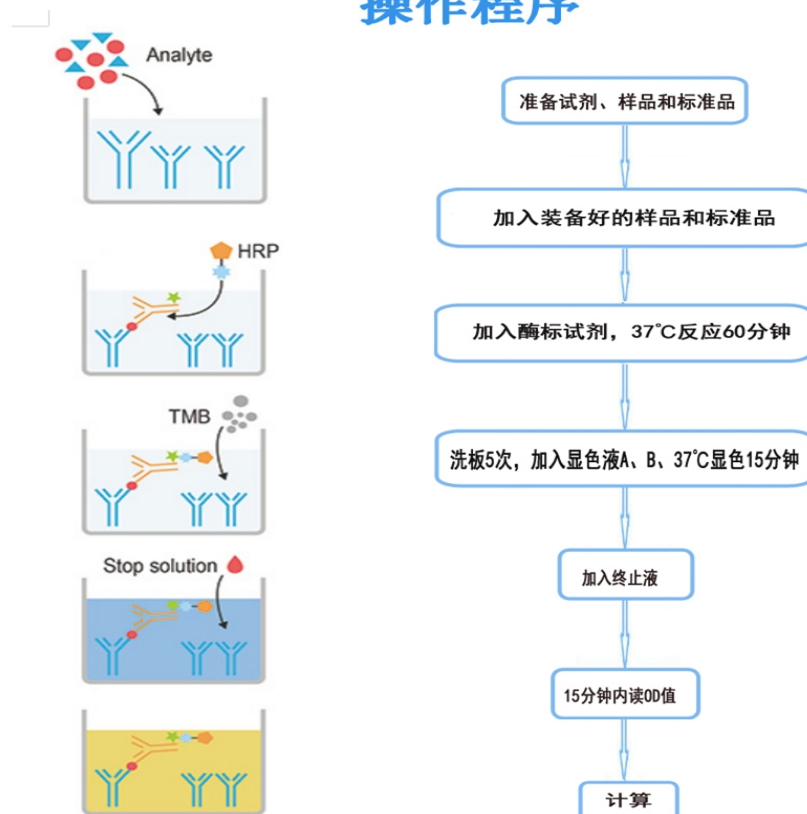 操作程序
Analyte
HRP
TMB
Stop solution
准备试剂、样品和标准品
加入装备好的样品和标准品
加入酶标试剂，37℃反应60分钟
洗板5次，加入显色液A、B、37℃显色15分钟
加入终止液
15分钟内读OD值
计算